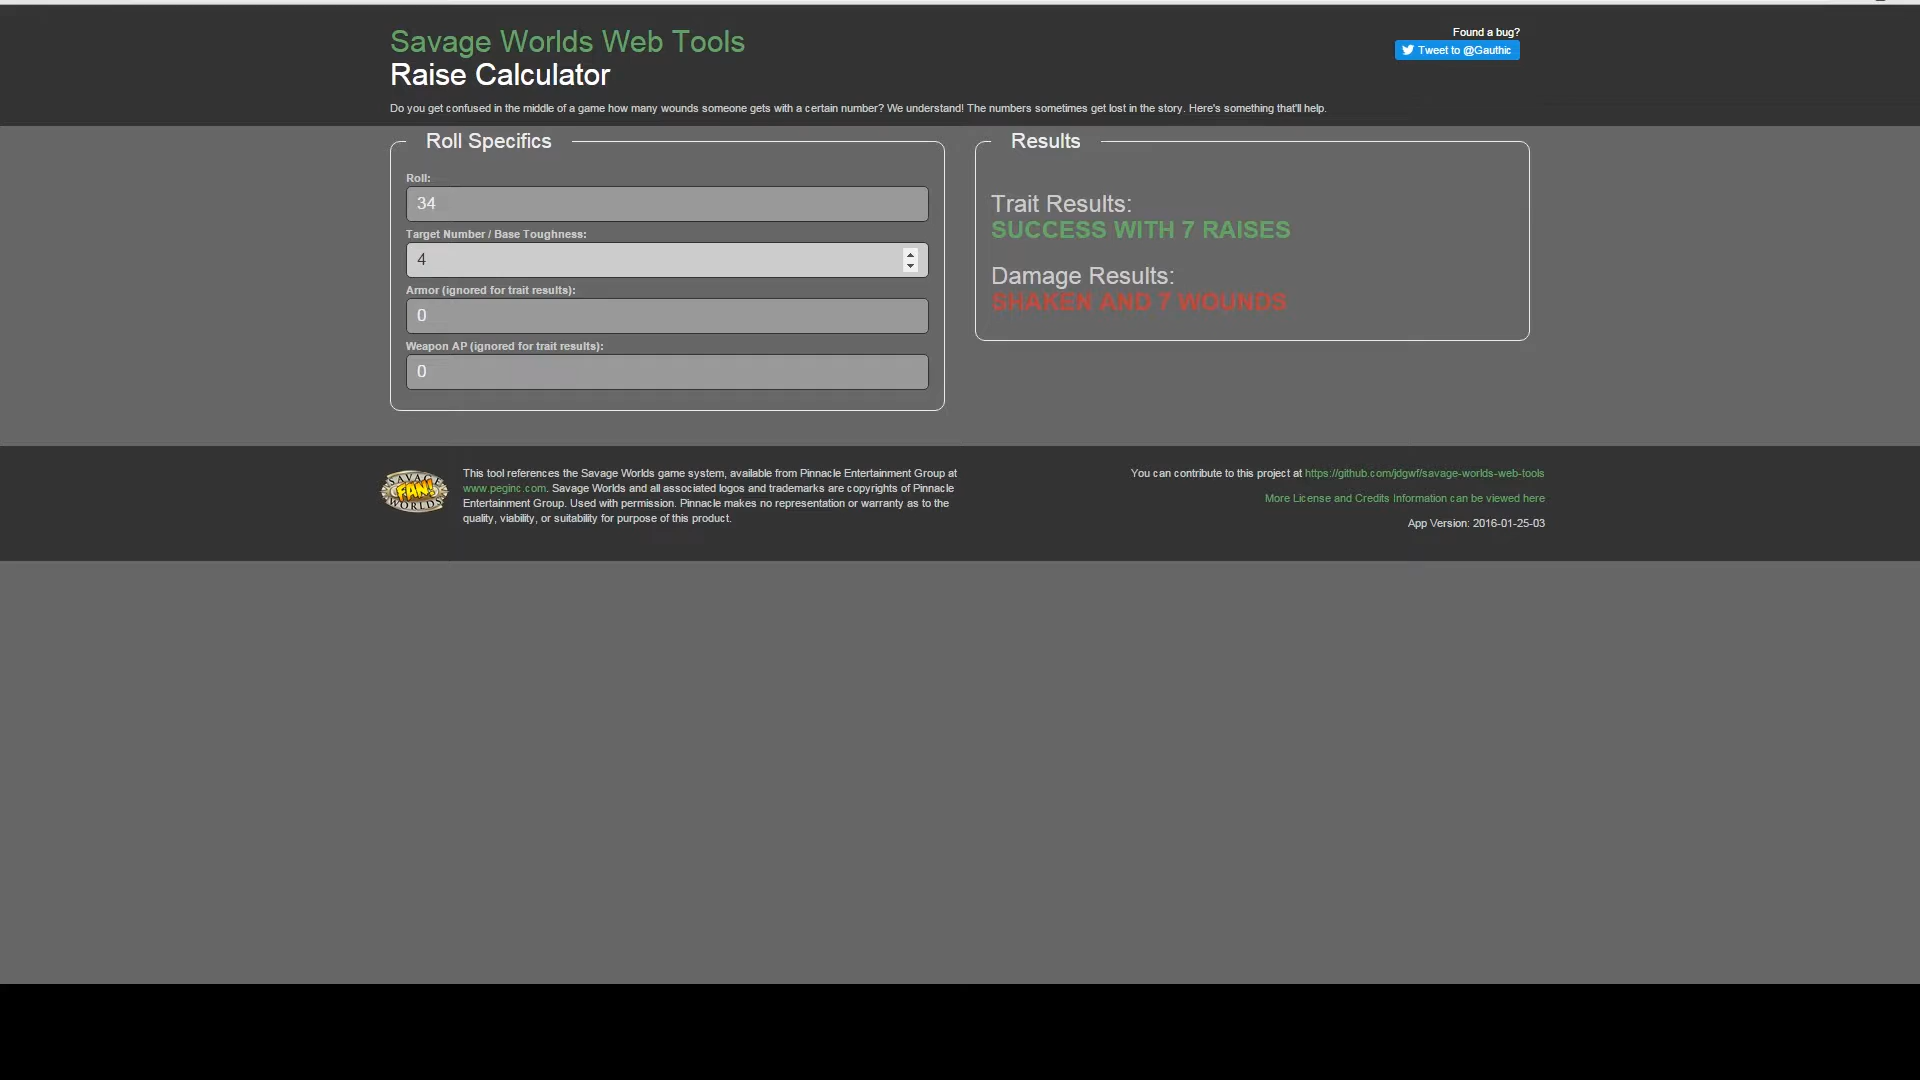 Savage Worlds Web Tools
Raise Calculator
Found a bug?
Tweet to @Gauthic
Do you get confused in the middle of a game how many wounds someone gets with a certain number? We understand! The numbers sometimes get lost in the story. Here's something that'll help.
Roll Specifics
Roll:
34
Target Number / Base Toughness:
4
Armor (ignored for trait results):
0
Weapon AP (ignored for trait results):
0
Results
Trait Results:
SUCCESS WITH 7 RAISES
Damage Results:
SHAKEN AND 7 WOUNDS
SAVAGE
FAN!
WORLDS
This tool references the Savage Worlds game system, available from Pinnacle Entertainment Group at
www.peginc.com. Savage Worlds and all associated logos and trademarks are copyrights of Pinnacle
Entertainment Group. Used with permission. Pinnacle makes no representation or warranty as to the
quality, viability, or suitability for purpose of this product.
You can contribute to this project at https://github.com/jdgwf/savage-worlds-web-tools
More License and Credits Information can be viewed here
App Version: 2016-01-25-03